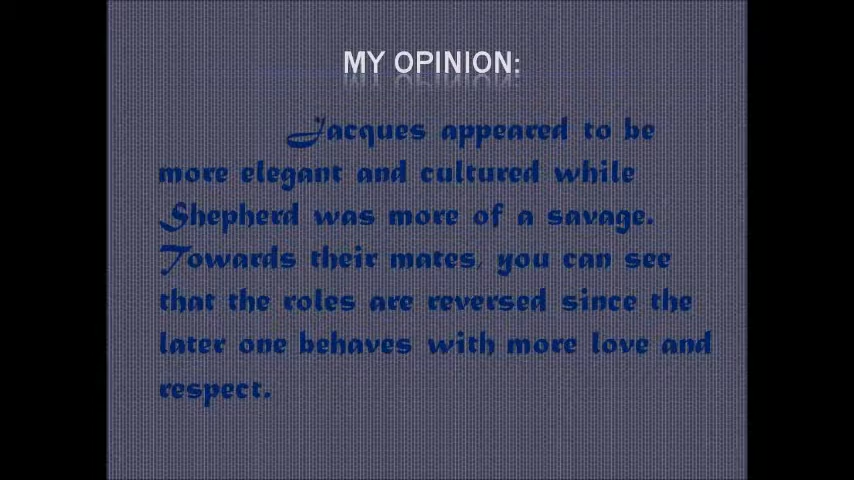 MY OPINION:
Jacques appeared to be
more elegant and cultured while
Shepherd was more of a savage.
Towards their mates, you can see
that the roles are reversed since the
later one behaves with more love and
respect.